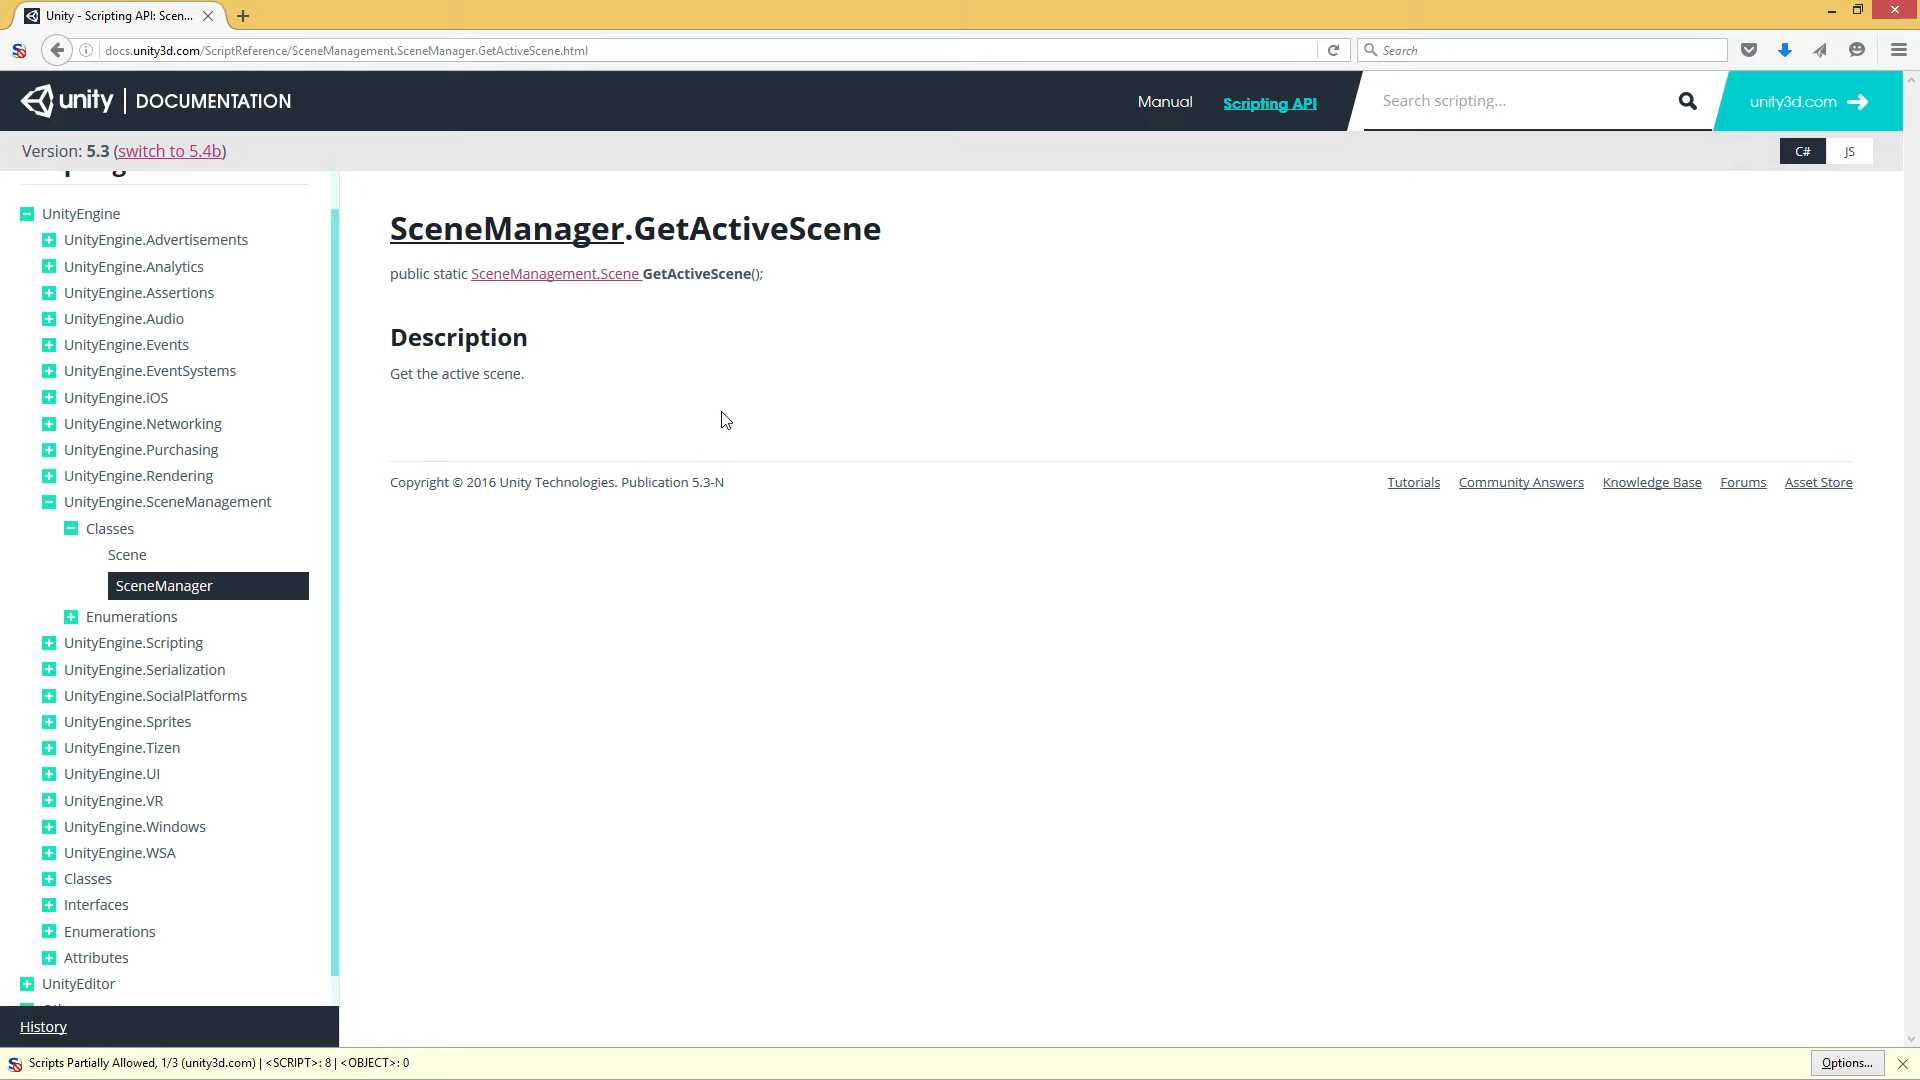 Unity - Scripting API: Scen...
docs.unity3d.com/ScriptReference/SceneManagement.SceneManager.GetActiveScene.html
Search
unity | DOCUMENTATION
Manual
Scripting API
Search scripting...
unity3d.com
Version: 5.3 (switch to 5.4b)
C#
JS
UnityEngine
UnityEngine.Advertisements
UnityEngine.Analytics
UnityEngine.Assertions
UnityEngine.Audio
UnityEngine.Events
UnityEngine.EventSystems
UnityEngine.iOS
UnityEngine.Networking
UnityEngine.Purchasing
UnityEngine.Rendering
UnityEngine.SceneManagement
Classes
Scene
SceneManager
Enumerations
UnityEngine.Scripting
UnityEngine.Serialization
UnityEngine.SocialPlatforms
UnityEngine.Sprites
UnityEngine.Tizen
UnityEngine.UI
UnityEngine.VR
UnityEngine.Windows
UnityEngine.WSA
Classes
Interfaces
Enumerations
Attributes
UnityEditor
History
SceneManager.GetActiveScene
public static SceneManagement.Scene GetActiveScene();
Description
Get the active scene.
Copyright © 2016 Unity Technologies. Publication 5.3-N
Tutorials
Community Answers
Knowledge Base
Forums
Asset Store
Scripts Partially Allowed, 1/3 (unity3d.com) | <SCRIPT>: 8 | <OBJECT>: 0
Options...